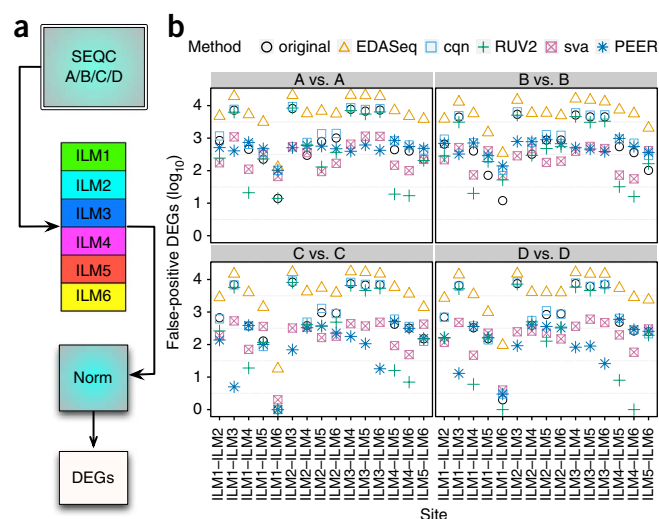 a
SEQC
A/B/C/D
ILM1
ILM2
ILM3
ILM4
ILM5
ILM6
Norm
DEGs
b
Method original EDASeq cqn RUV2 sva PEER
A vs. A
B vs. B
C vs. C
D vs. D
False-positive DEGs (log10)
4
3
2
1
0
4
3
2
1
0
ILM1–ILM2
ILM1–ILM3
ILM1–ILM4
ILM1–ILM5
ILM1–ILM6
ILM2–ILM3
ILM2–ILM4
ILM2–ILM5
ILM2–ILM6
ILM3–ILM4
ILM3–ILM5
ILM3–ILM6
ILM4–ILM5
ILM4–ILM6
ILM5–ILM6
ILM1–ILM2
ILM1–ILM3
ILM1–ILM4
ILM1–ILM5
ILM1–ILM6
ILM2–ILM3
ILM2–ILM4
ILM2–ILM5
ILM2–ILM6
ILM3–ILM4
ILM3–ILM5
ILM3–ILM6
ILM4–ILM5
ILM4–ILM6
ILM5–ILM6
Site